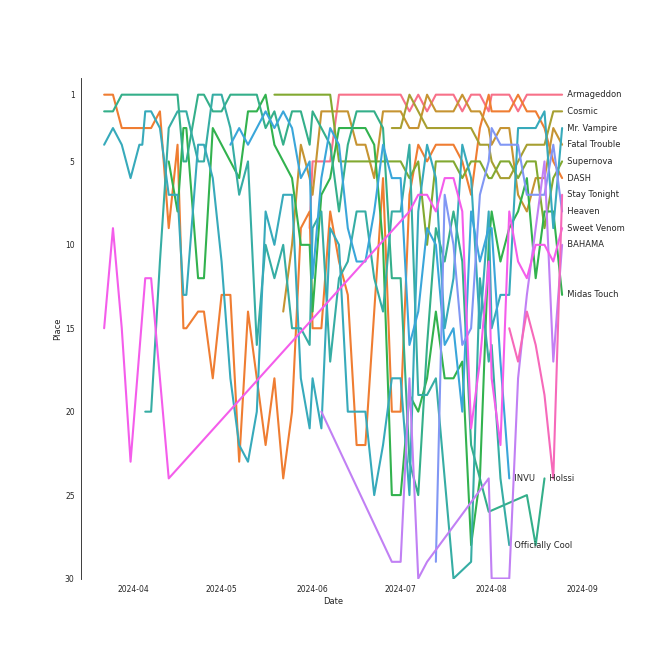 1
Armageddon
Cosmic
Mr. Vampire
Fatal Trouble
5
Supernova
DASH
Stay Tonight
Heaven
Sweet Venom
10
BAHAMA
Midas Touch
15
Place
20
INVU
Holssi
25
Officially Cool
30
2024-04
2024-05
2024-06
2024-07
2024-08
2024-09
Date